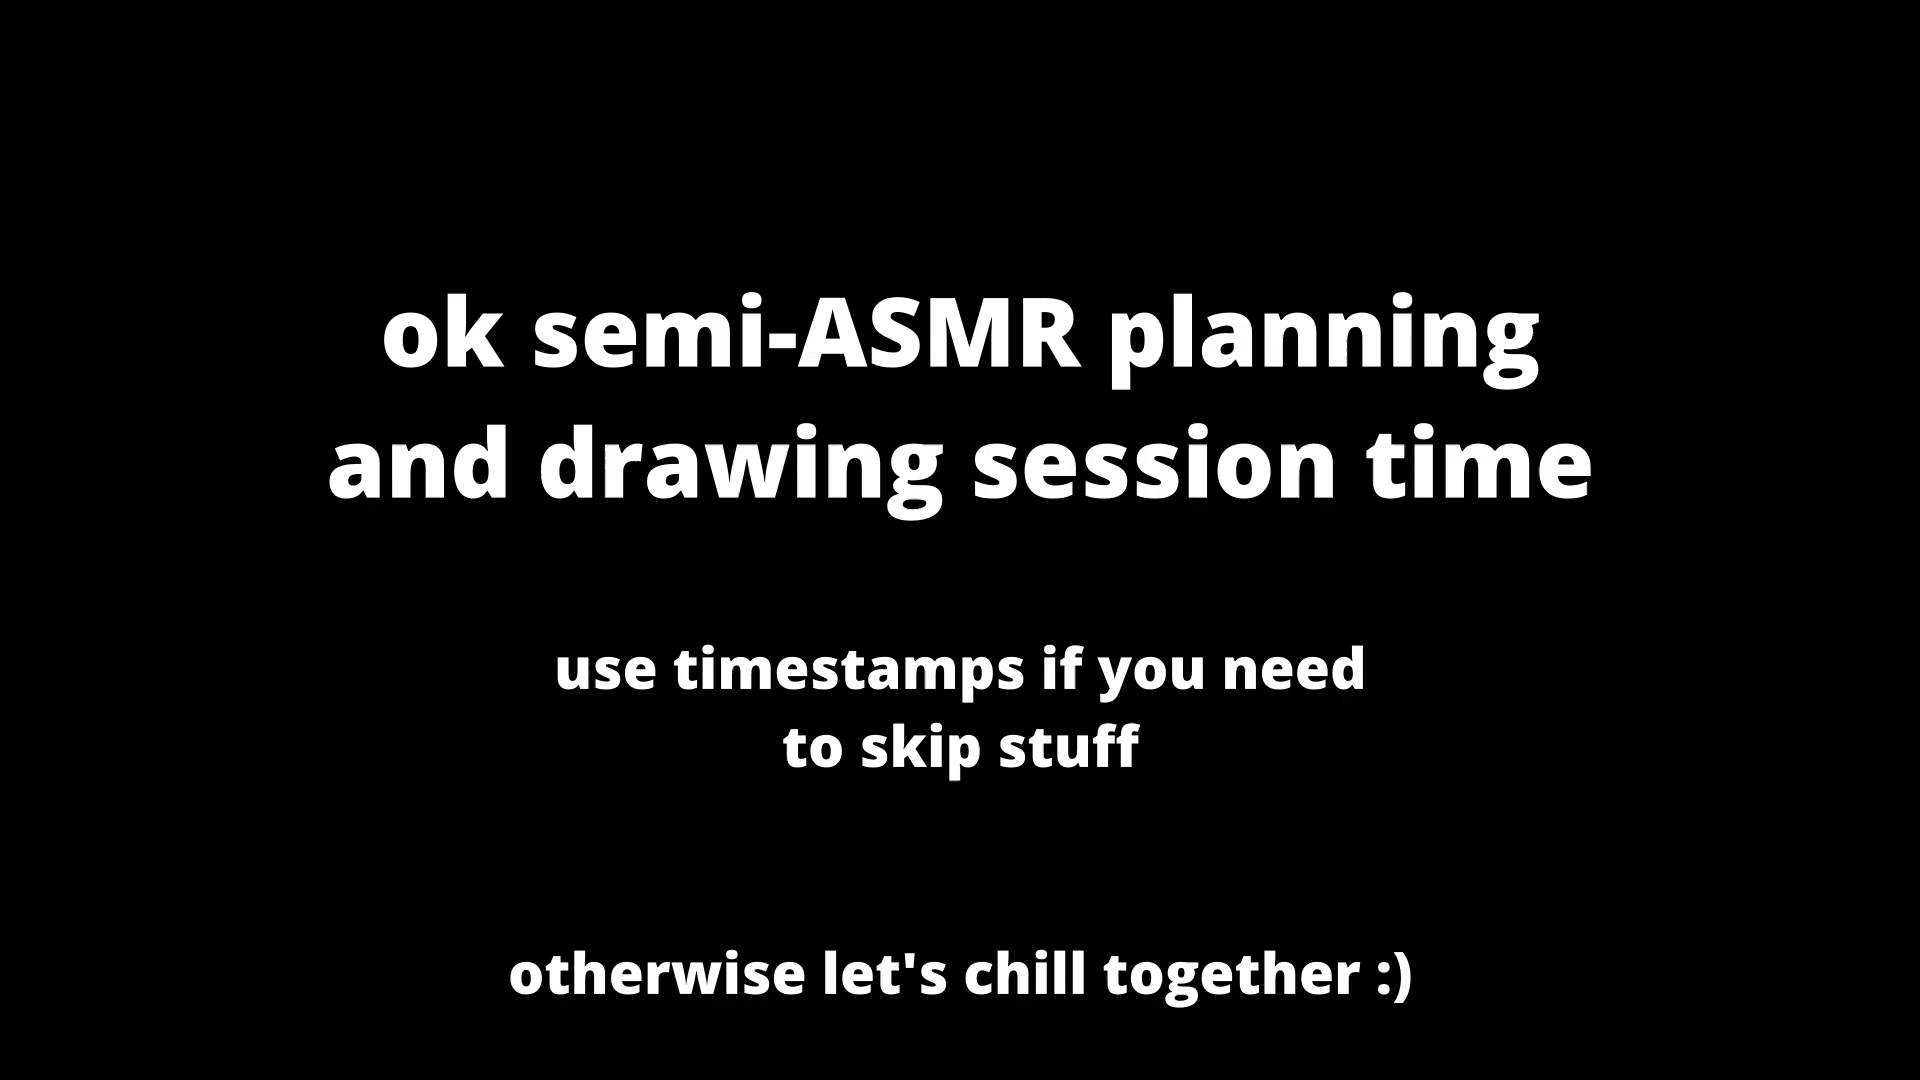 ok semi-ASMR planning
and drawing session time
use timestamps if you need
to skip stuff
otherwise let's chill together :)